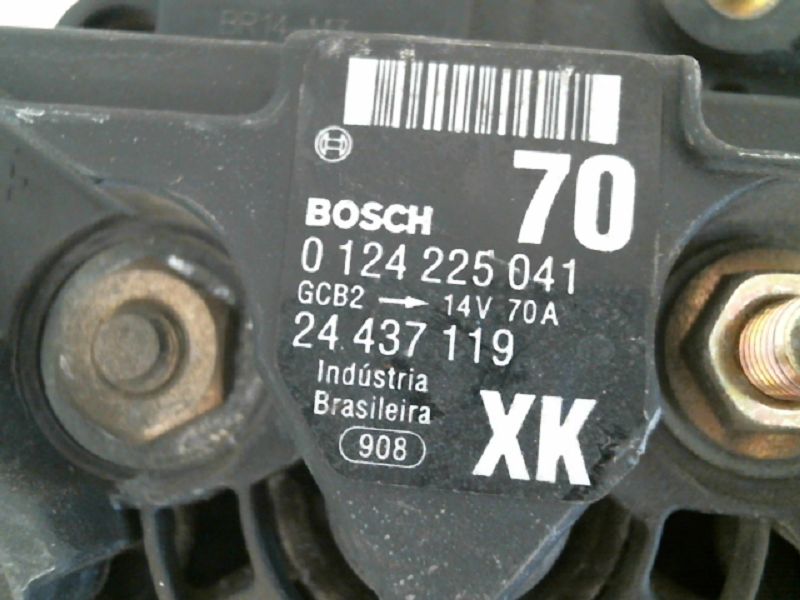 70
BOSCH
0 124 225 041
GCB2 → 14V 70A
24 437 119
Indústria
Brasileira
908
XK